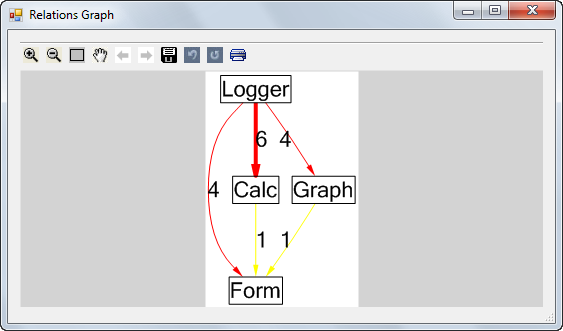 Relations Graph
Logger
6 4
4 Calc Graph
1 1
Form